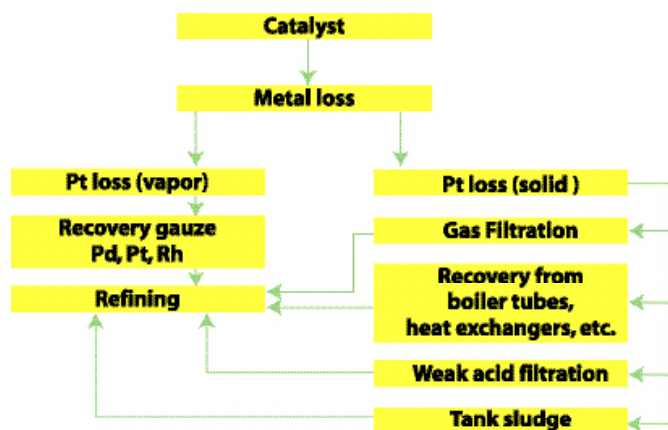 Catalyst
Metal loss
Pt loss (vapor)
Recovery gauze
Pd, Pt, Rh
Refining
Pt loss (solid )
Gas Filtration
Recovery from
boiler tubes,
heat exchangers, etc.
Weak acid filtration
Tank sludge